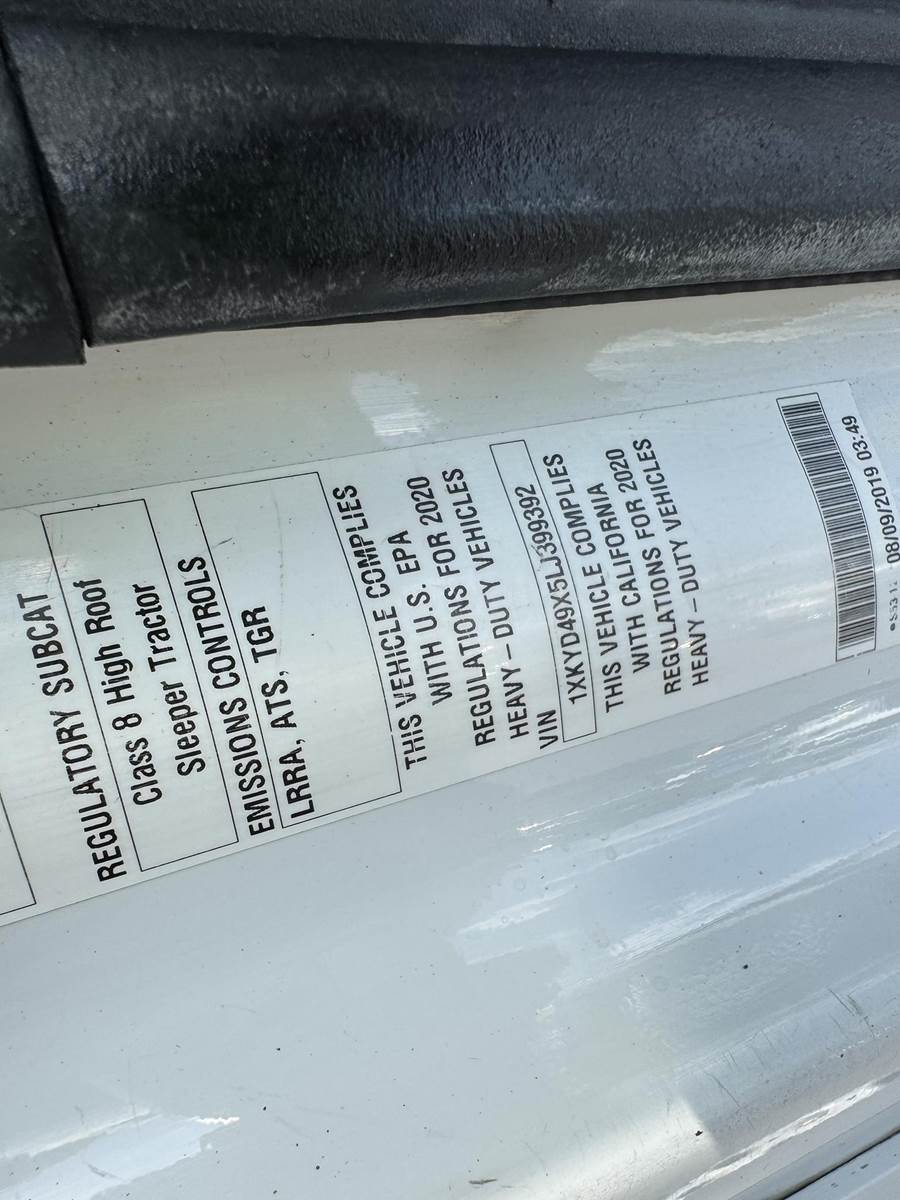 REGULATORY SUBCAT
Class 8 High Roof
Sleeper Tractor
EMISSIONS CONTROLS
LRRA, ATS, TGR
THIS VEHICLE COMPLIES
WITH U.S. EPA
REGULATIONS FOR 2020
HEAVY-DUTY VEHICLES
VIN
1XKYD49X5LJ399392
THIS VEHICLE COMPLIES
WITH CALIFORNIA
REGULATIONS FOR 2020
HEAVY-DUTY VEHICLES
08/09/2019 03:49